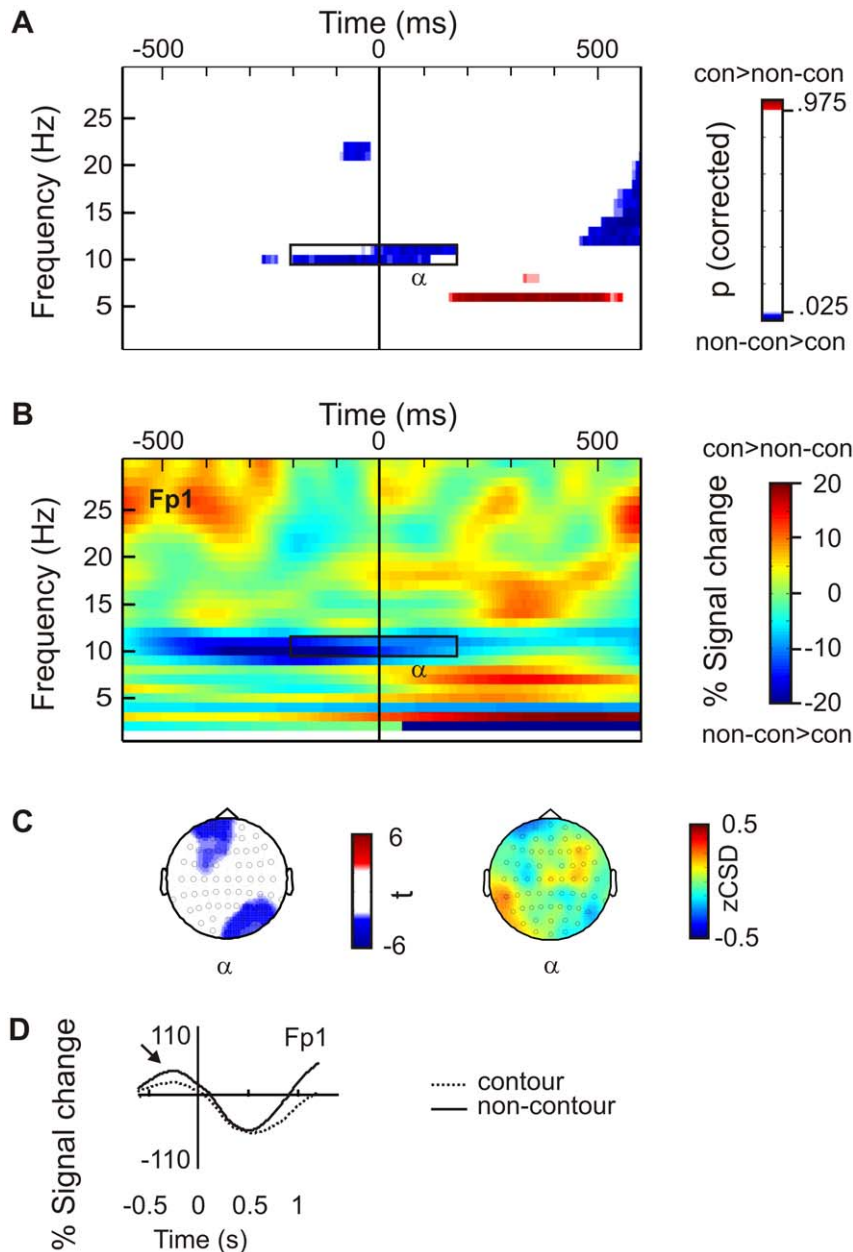 A
Time (ms)
-500 0 500
Frequency (Hz)
25
20
15
10
5
α
con>non-con
p (corrected)
.975
.025
non-con>con
B
Time (ms)
-500 0 500
Frequency (Hz)
Fp1
25
20
15
10
5
α
con>non-con
% Signal change
20
10
0
-10
-20
non-con>con
C
α
6
t
-6
α
0.5
zCSD
-0.5
D
% Signal change
110
-110
Fp1
-0.5 0 0.5 1
Time (s)
contour
non-contour